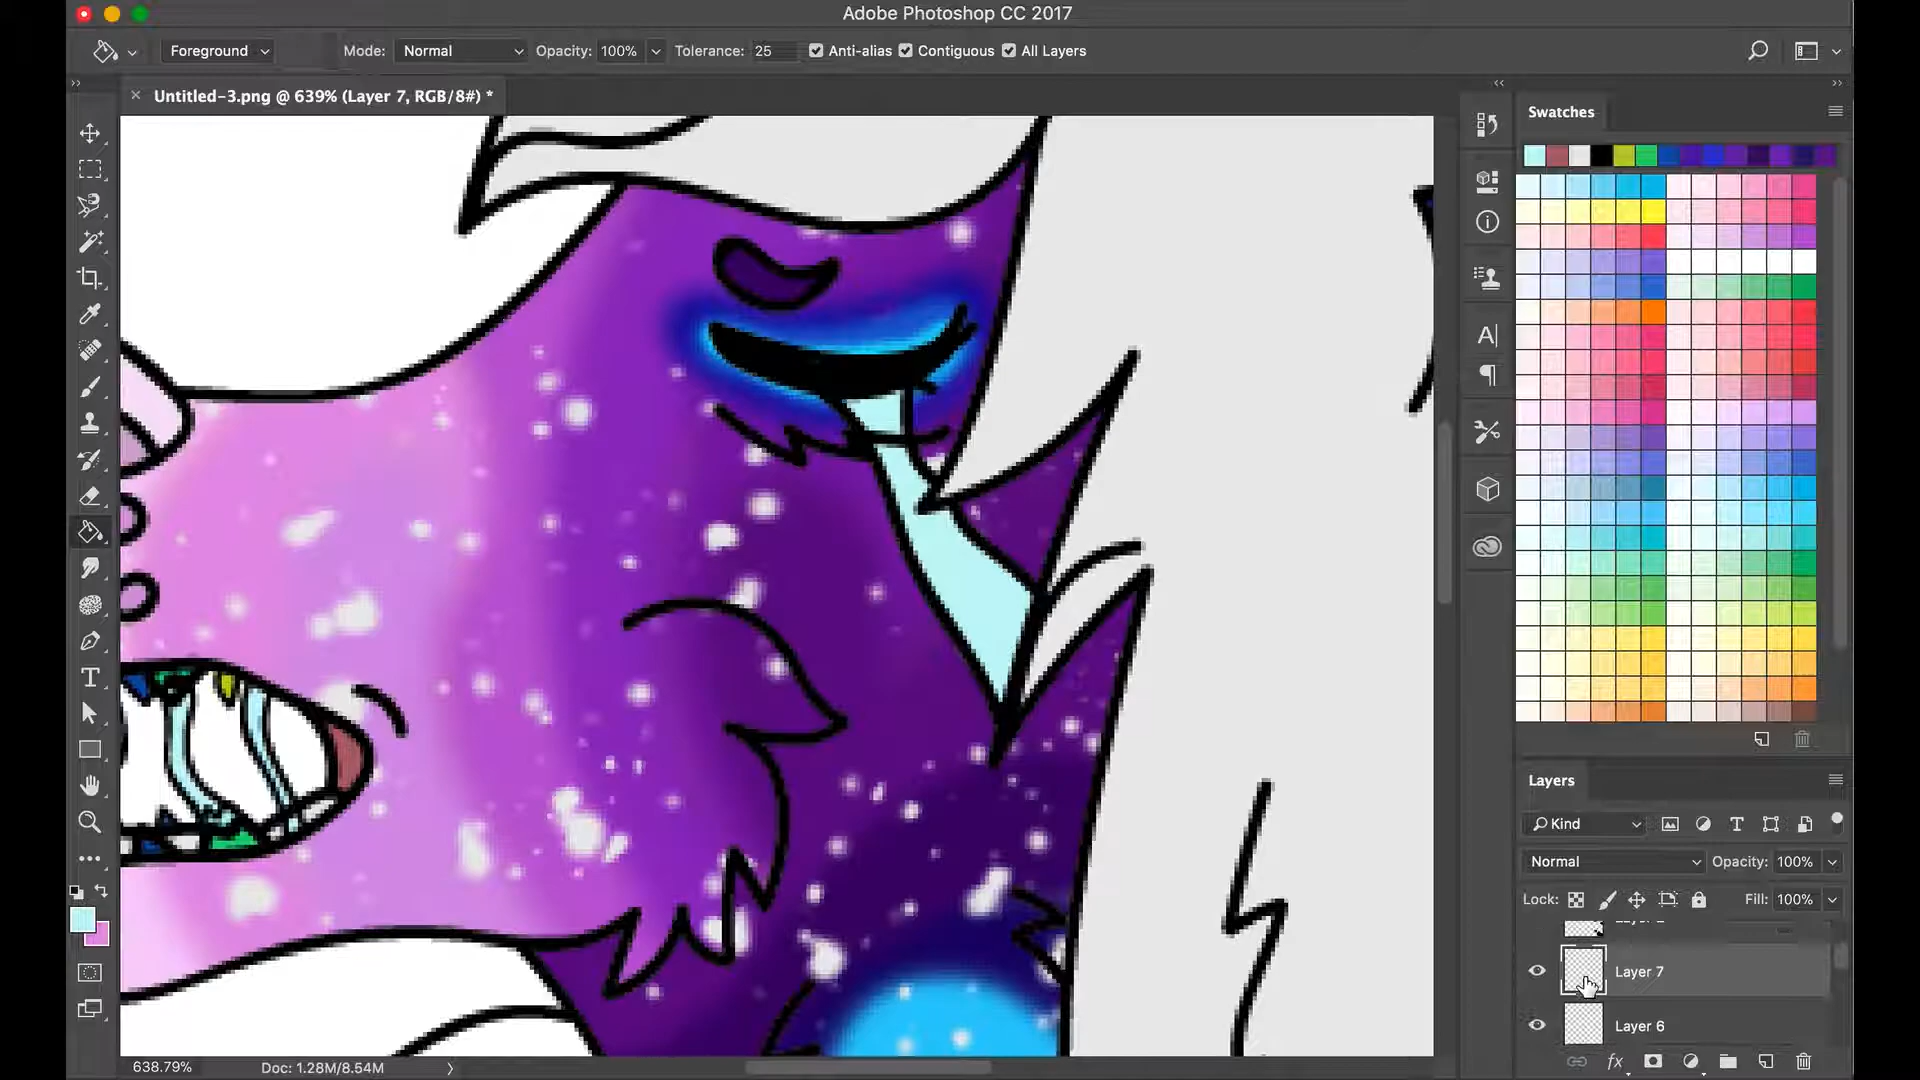 Adobe Photoshop CC 2017
Foreground Mode: Normal Opacity: 100% Tolerance: 25 Anti-alias Contiguous All Layers
Untitled-3.png @ 639% (Layer 7, RGB/8#) *
Swatches
Layers
Kind
Normal Opacity: 100%
Lock: Fill: 100%
Layer 7
Layer 6
638.79% Doc: 1.28M/8.54M